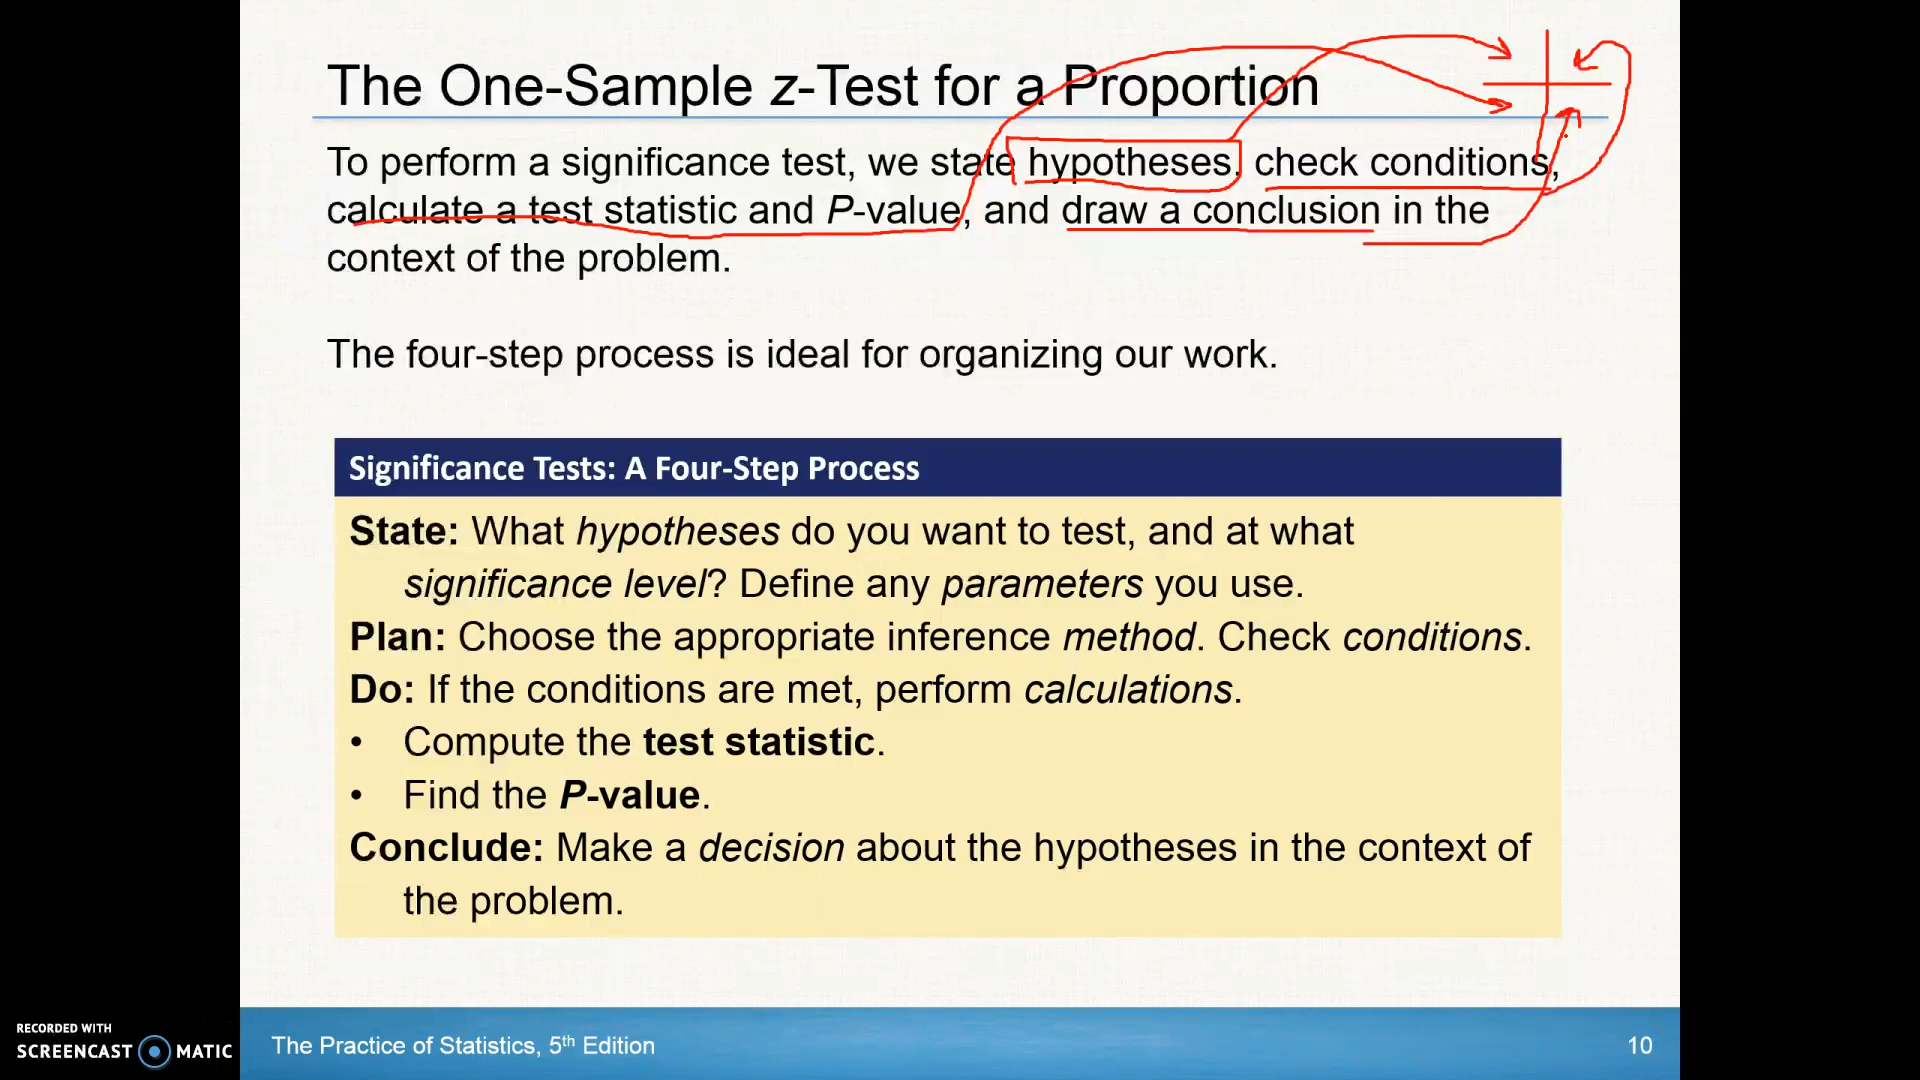 The One-Sample z-Test for a Proportion
To perform a significance test, we state hypotheses, check conditions,
calculate a test statistic and P-value, and draw a conclusion in the
context of the problem.
The four-step process is ideal for organizing our work.
Significance Tests: A Four-Step Process
State: What hypotheses do you want to test, and at what
significance level? Define any parameters you use.
Plan: Choose the appropriate inference method. Check conditions.
Do: If the conditions are met, perform calculations.
• Compute the test statistic.
• Find the P-value.
Conclude: Make a decision about the hypotheses in the context of
the problem.
RECORDED WITH
SCREENCAST MATIC
The Practice of Statistics, 5th Edition
10